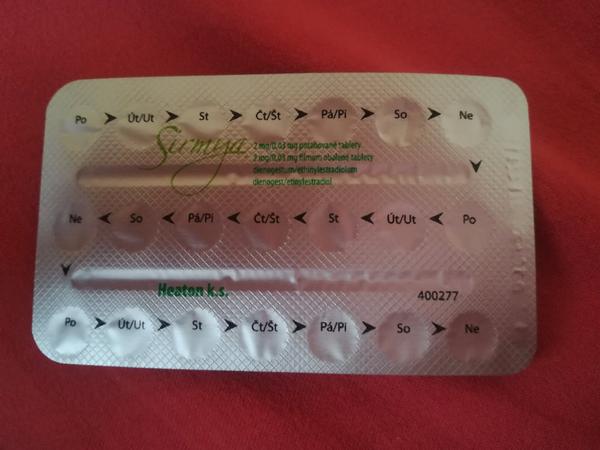 Po ➤ Út/Ut ➤ St ➤ Čt/Št ➤ Pá/Pi ➤ So ➤ Ne
Sirmiya
2 mg/0,03 mg potahované tablety
2 mg/0,03 mg filmom obalené tablety
dienogestum/ethinylestradiolum
dienogest/etinylestradiol
Ne So Pá/Pi Čt/Št St Út/Ut Po
Heaton k.s.
400277
Po ➤ Út/Ut ➤ St ➤ Čt/Št ➤ Pá/Pi ➤ So ➤ Ne